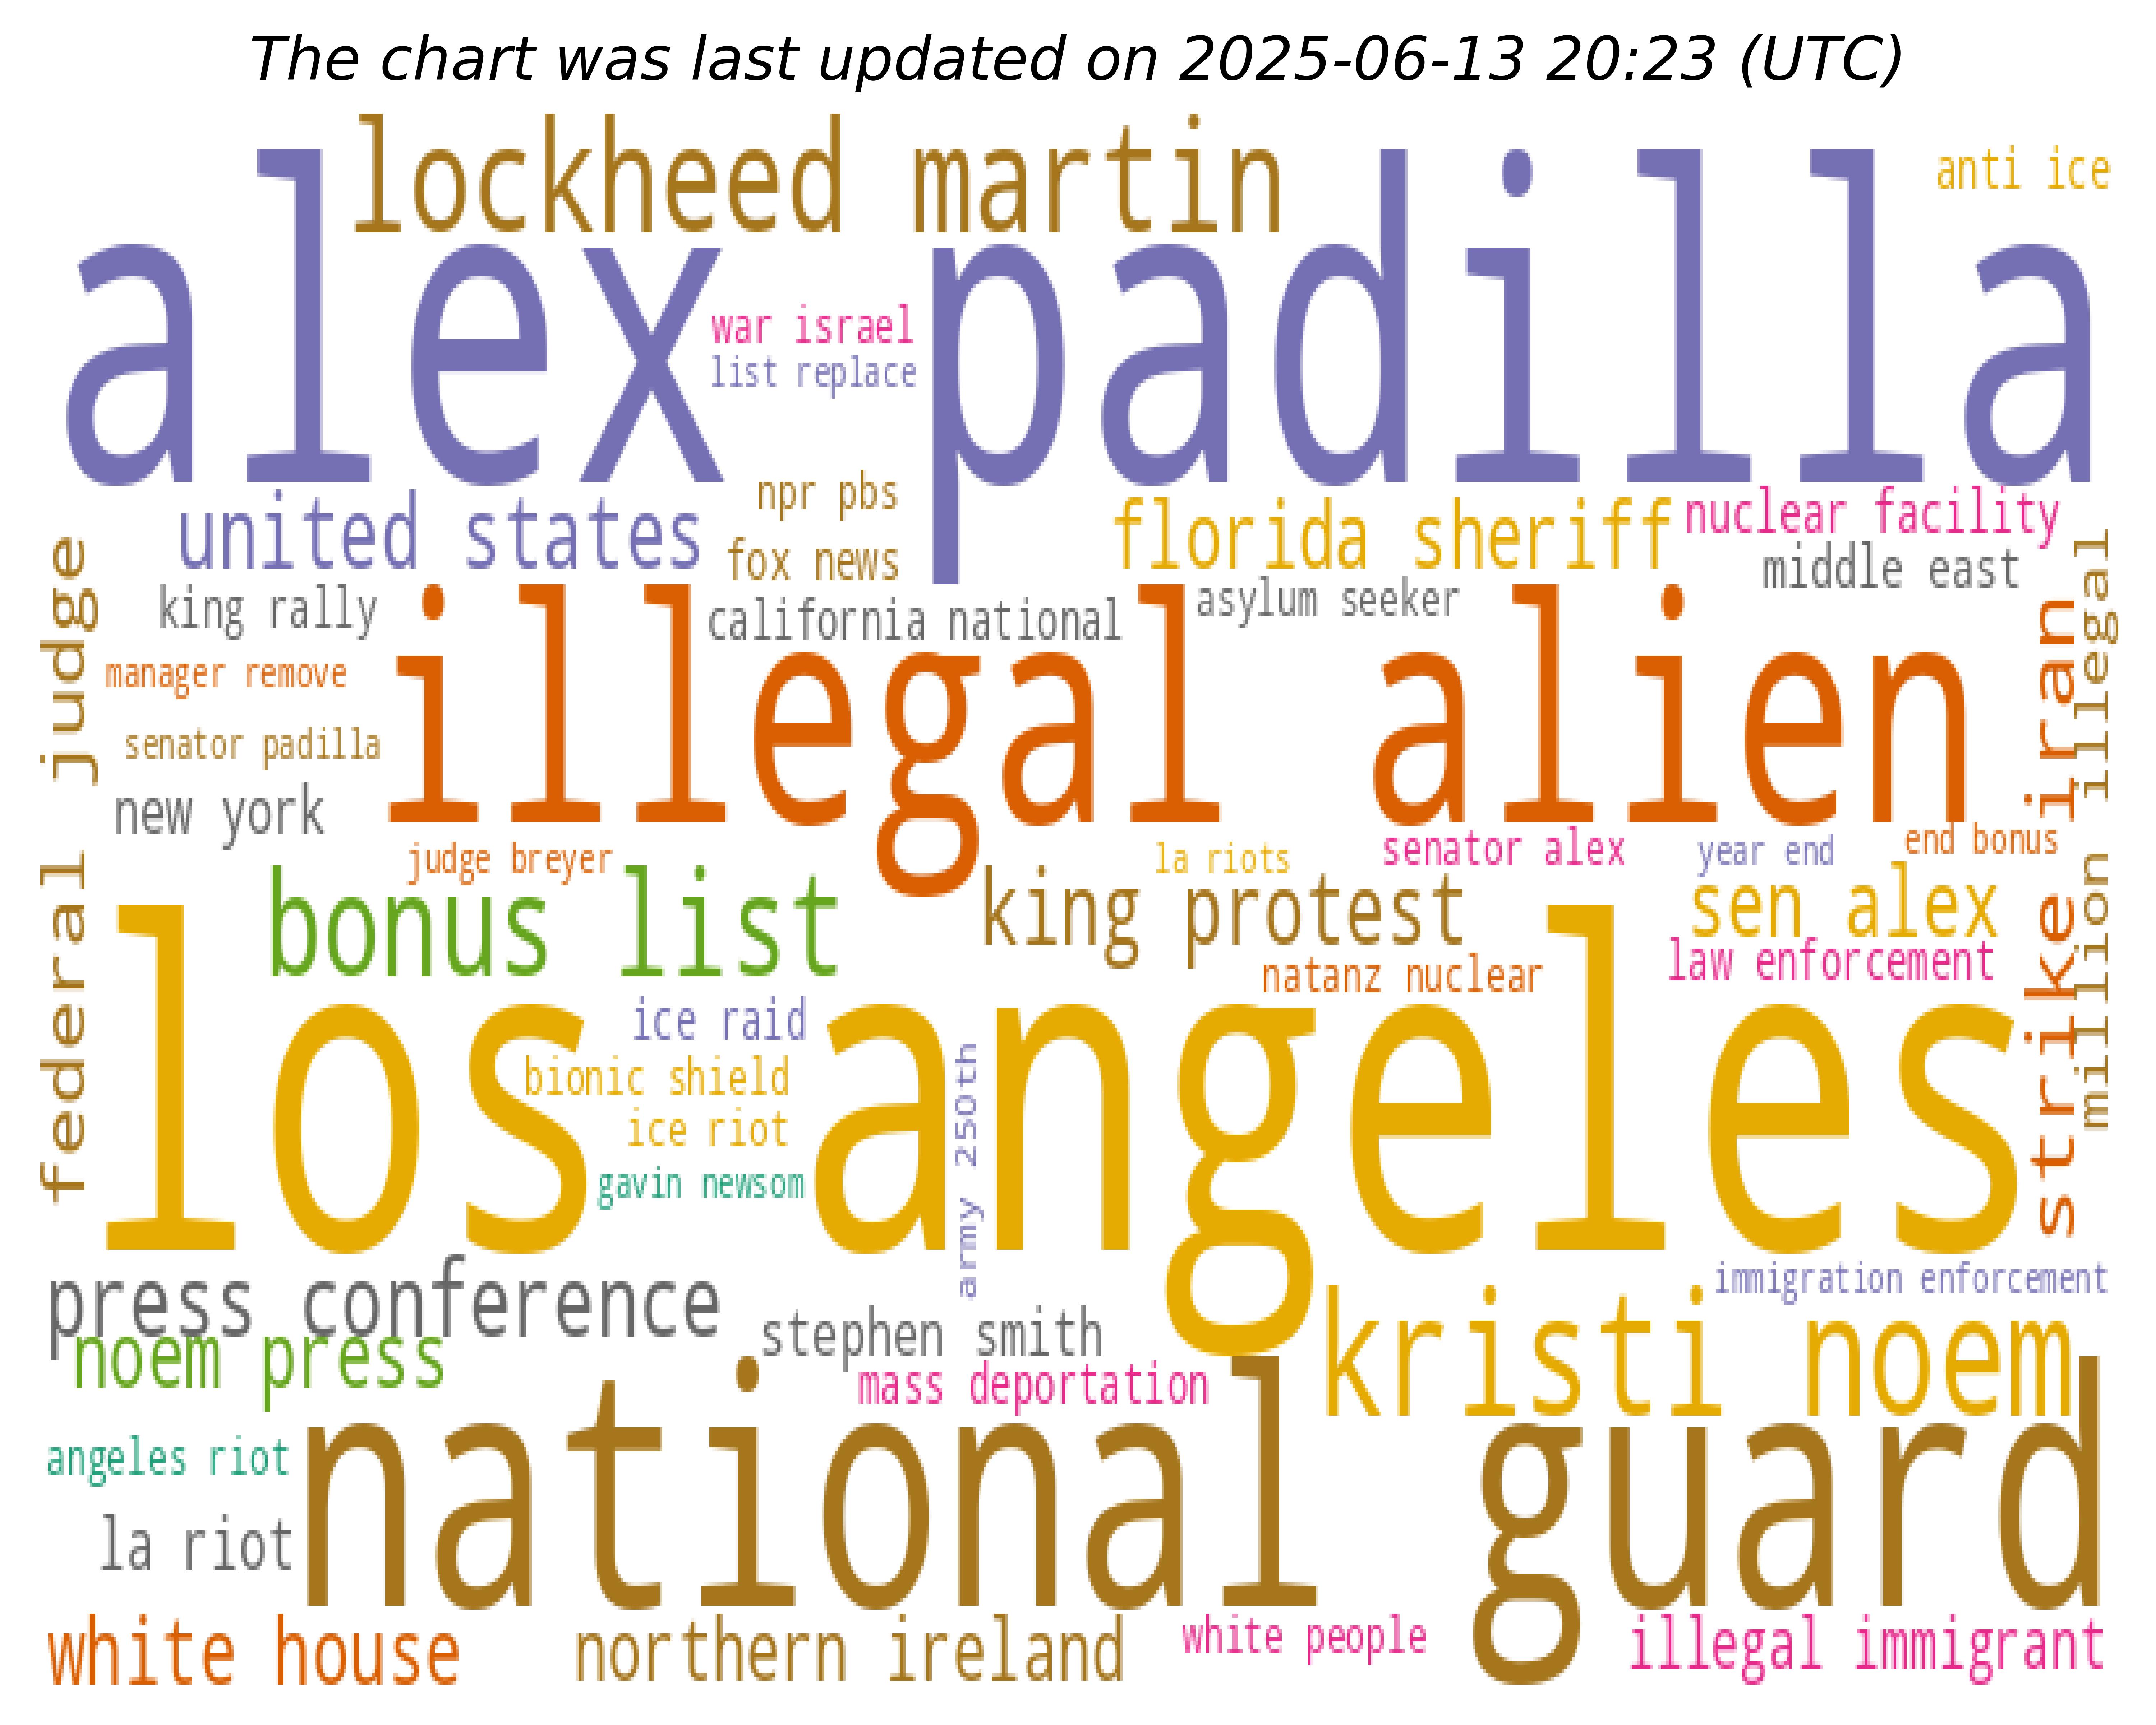 The chart was last updated on 2025-06-13 20:23 (UTC)
lockheed martin
anti ice
alex padilla
war israel
list replace
npr pbs
united states
florida sheriff
nuclear facility
fox news
middle east
king rally
california national
asylum seeker
federal judge
manager remove
illegal alien
strike iran
million illegal
senator padilla
new york
judge breyer
la riots
senator alex
year end
end bonus
bonus list
king protest
sen alex
natanz nuclear
law enforcement
los angeles
ice raid
bionic shield
ice riot
gavin newsom
army 250th
press conference
immigration enforcement
noem press
stephen smith
kristi noem
mass deportation
angeles riot
national guard
la riot
white house
northern ireland
white people
illegal immigrant